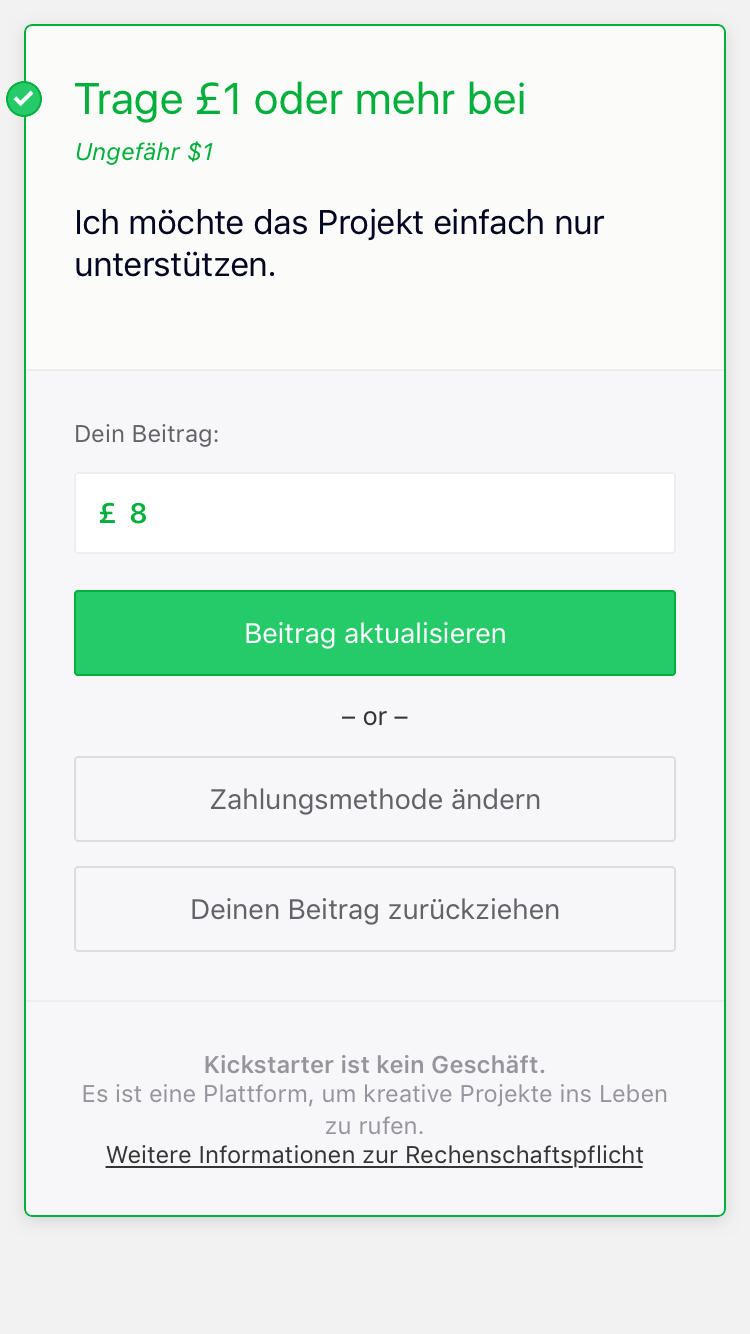 Trage £1 oder mehr bei
Ungefähr $1
Ich möchte das Projekt einfach nur
unterstützen.
Dein Beitrag:
£ 8
Beitrag aktualisieren
– or –
Zahlungsmethode ändern
Deinen Beitrag zurückziehen
Kickstarter ist kein Geschäft.
Es ist eine Plattform, um kreative Projekte ins Leben
zu rufen.
Weitere Informationen zur Rechenschaftspflicht